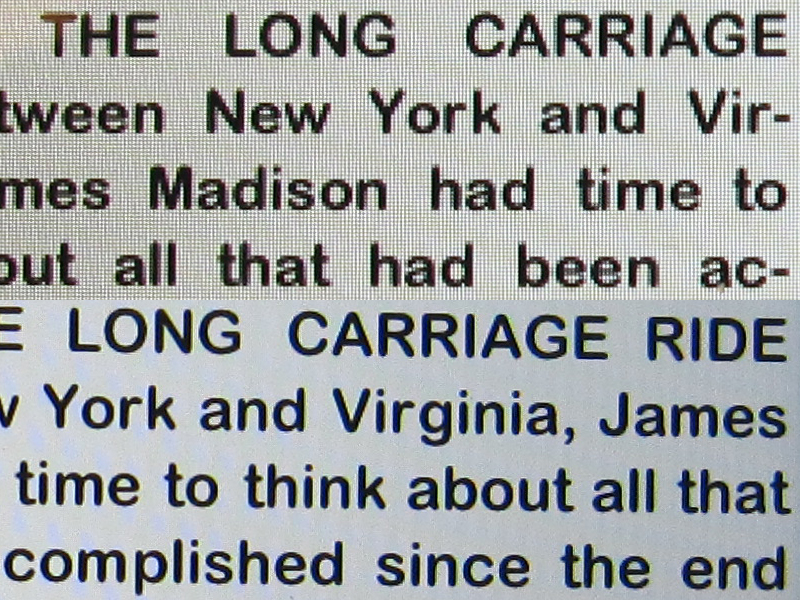 THE LONG CARRIAGE
tween New York and Vir-
mes Madison had time to
out all that had been ac-
E LONG CARRIAGE RIDE
w York and Virginia, James
time to think about all that
complished since the end